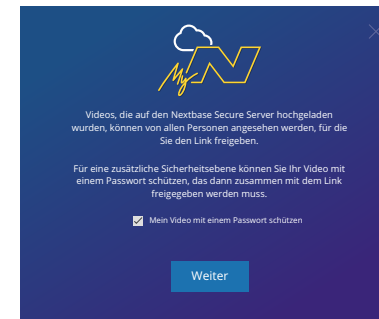 My N
Videos, die auf den Nextbase Secure Server hochgeladen
wurden, können von allen Personen angesehen werden, für die
Sie den Link freigeben.
Für eine zusätzliche Sicherheitsebene können Sie Ihr Video mit
einem Passwort schützen, das dann zusammen mit dem Link
freigegeben werden muss.
Mein Video mit einem Passwort schützen
Weiter